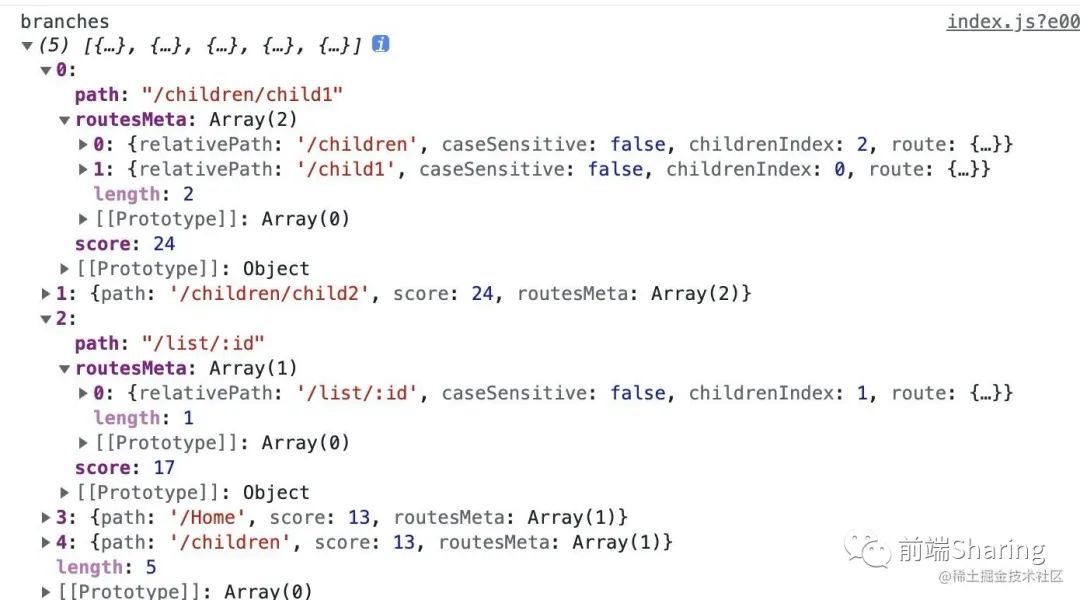 branches index.js?e00
▼(5) [{…}, {…}, {…}, {…}, {…}] i
▼0:
path: "/children/child1"
▼routesMeta: Array(2)
▶0: {relativePath: '/children', caseSensitive: false, childrenIndex: 2, route: {…}}
▶1: {relativePath: '/child1', caseSensitive: false, childrenIndex: 0, route: {…}}
length: 2
▶[[Prototype]]: Array(0)
score: 24
▶[[Prototype]]: Object
▶1: {path: '/children/child2', score: 24, routesMeta: Array(2)}
▼2:
path: "/list/:id"
▼routesMeta: Array(1)
▶0: {relativePath: '/list/:id', caseSensitive: false, childrenIndex: 1, route: {…}}
length: 1
▶[[Prototype]]: Array(0)
score: 17
▶[[Prototype]]: Object
▶3: {path: '/Home', score: 13, routesMeta: Array(1)}
▶4: {path: '/children', score: 13, routesMeta: Array(1)}
length: 5
▶[[Prototype]]: Array(0)
前端Sharing
@稀土掘金技术社区